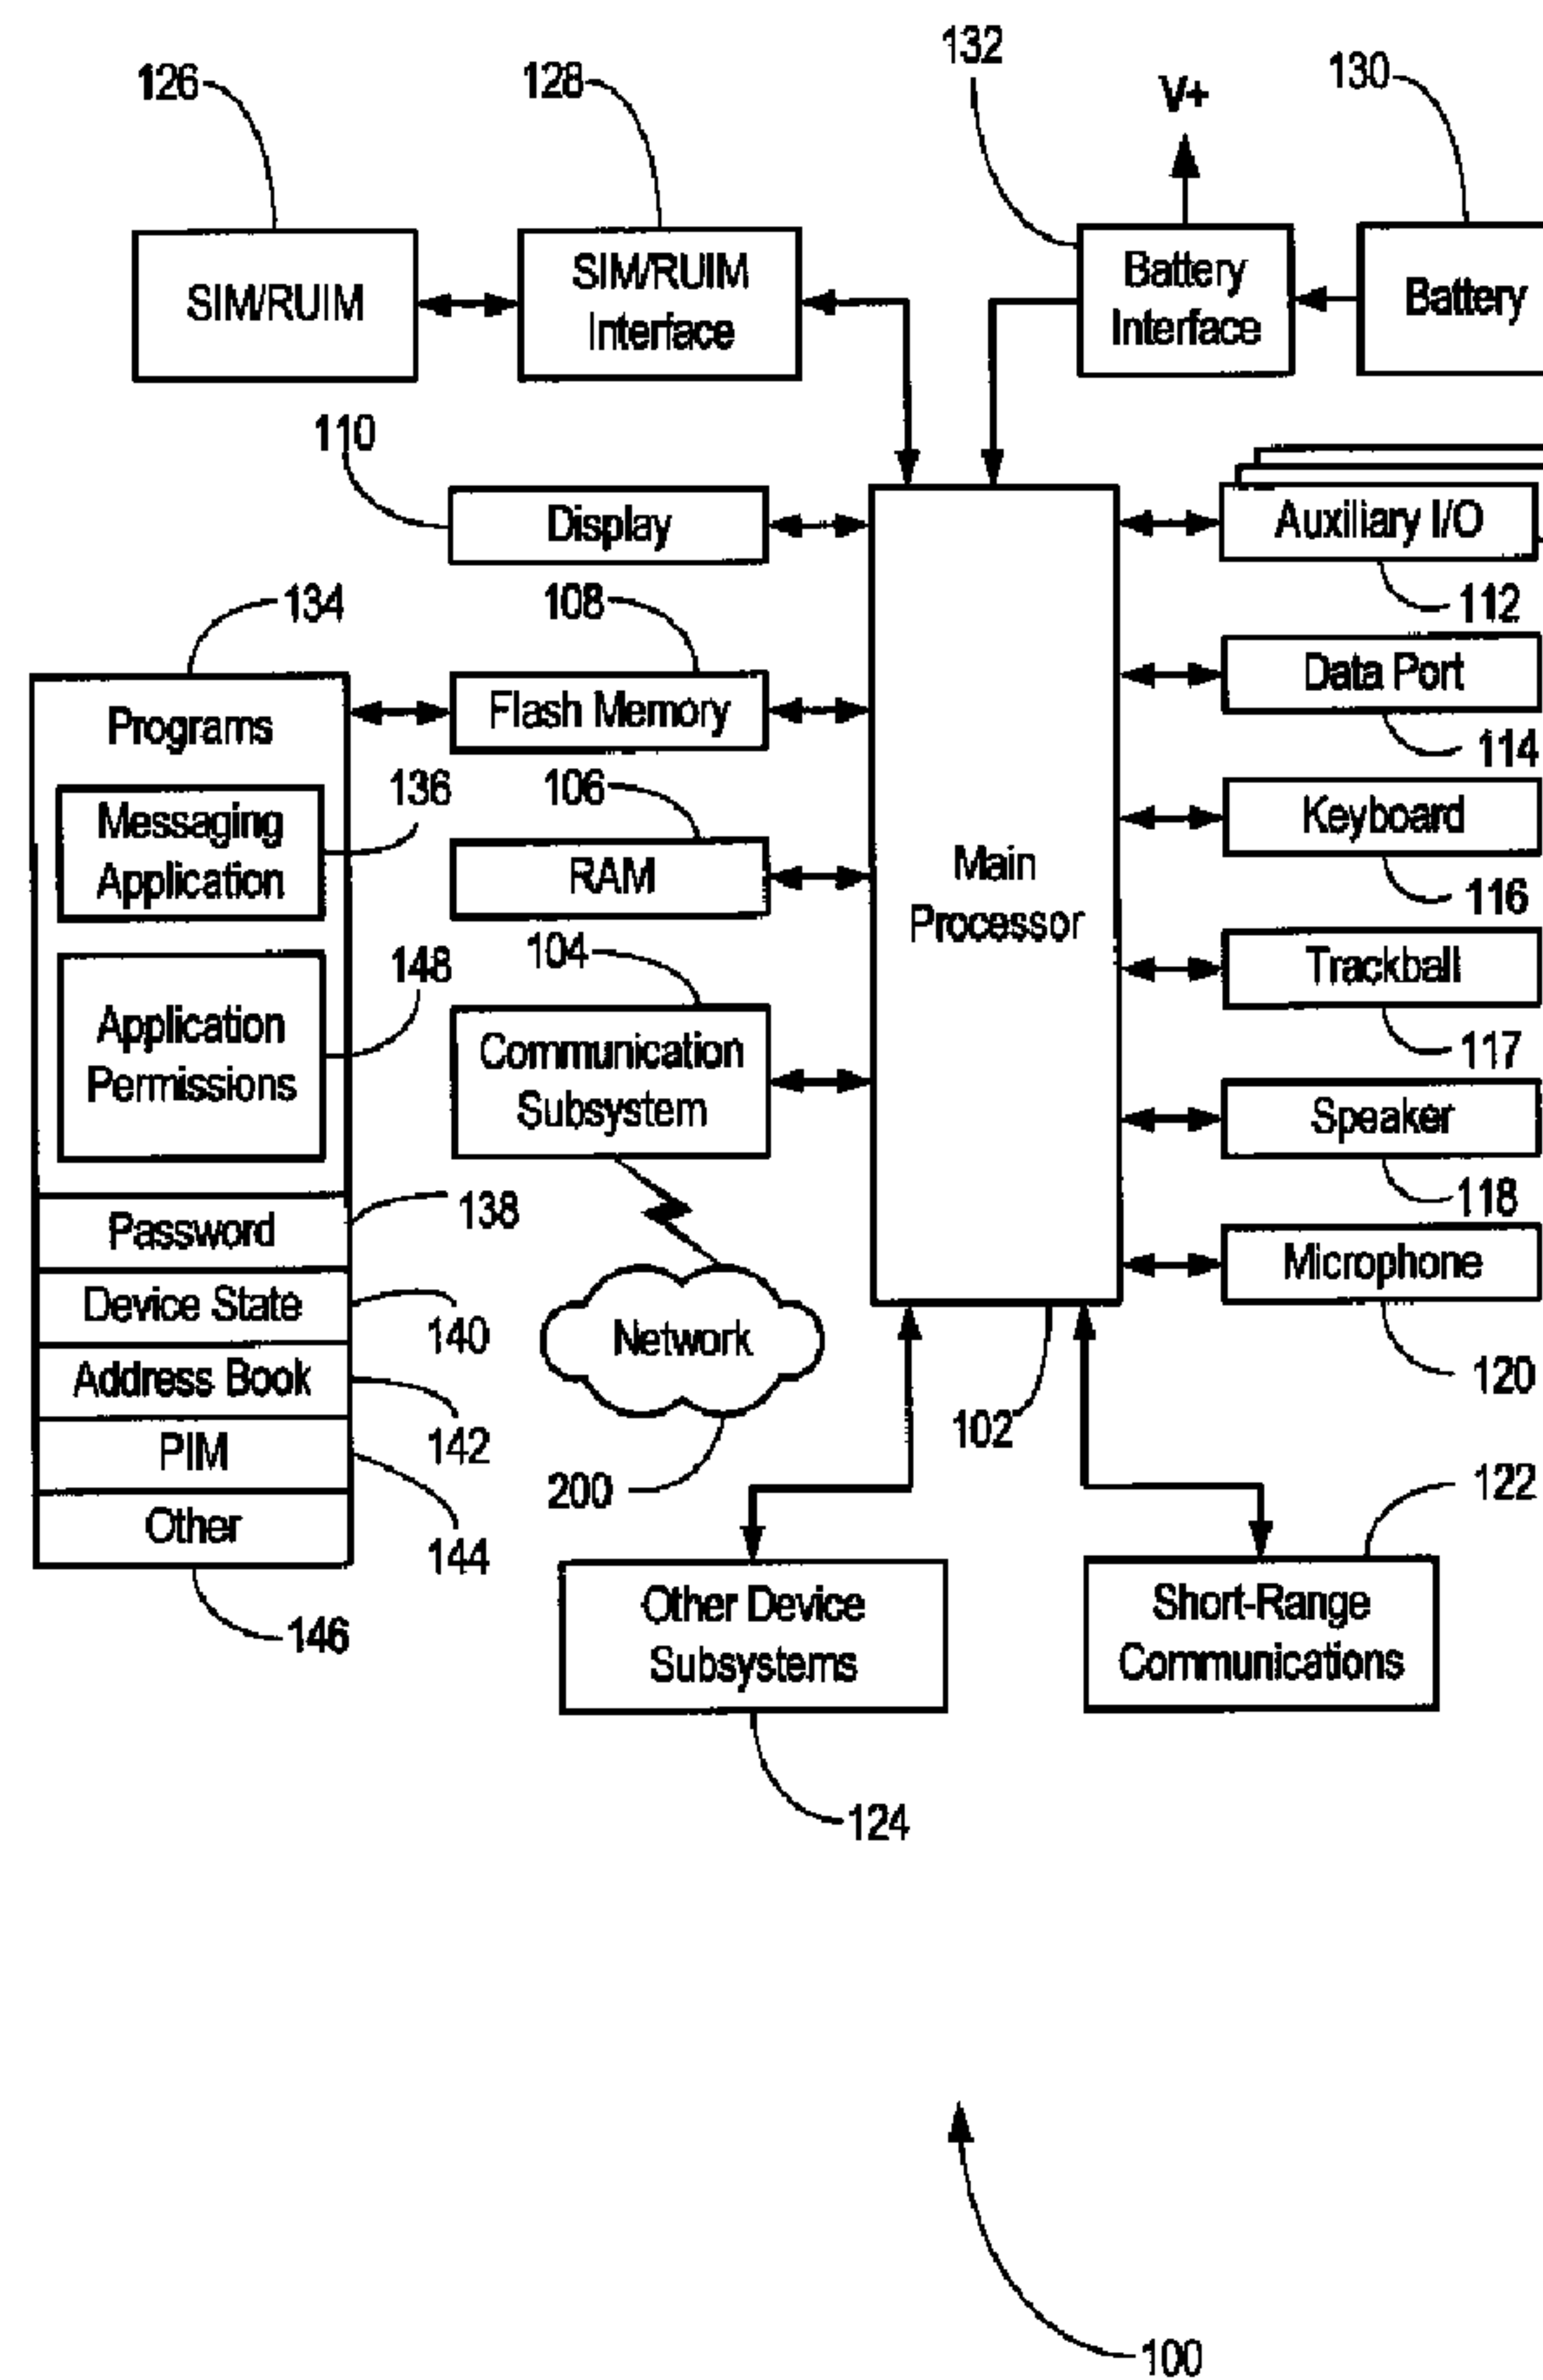 132
130
126
128
V+
SIM/RUIM
SIM/RUIM
Interface
Battery
Interface
Battery
110
Display
Auxiliary I/O
112
134
108
Programs
Flash Memory
Data Port
114
Messaging
Application
136
106
RAM
Keyboard
116
Main
Processor
148
104
Application
Permissions
Communication
Subsystem
Trackball
117
Speaker
118
Password
138
Device State
140
Address Book
142
PIM
144
Other
146
Network
200
102
Microphone
120
122
Other Device
Subsystems
Short-Range
Communications
124
100